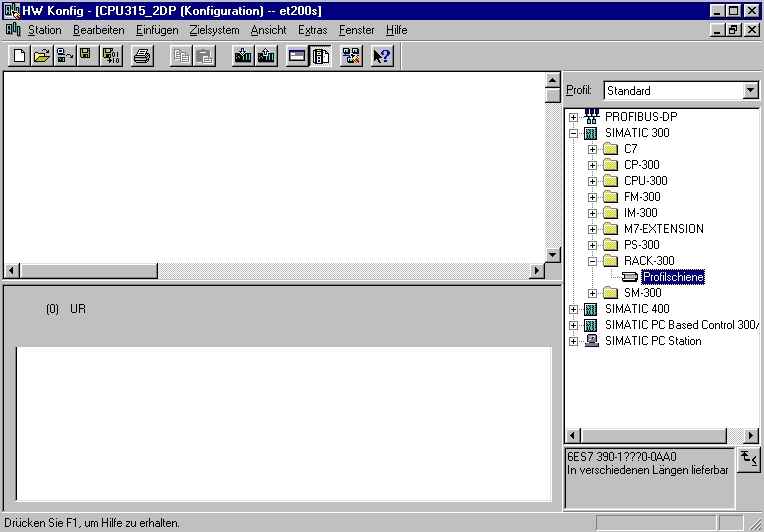 HW Konfig - [CPU315_2DP (Konfiguration) -- et200s]
Station Bearbeiten Einfügen Zielsystem Ansicht Extras Fenster Hilfe
Profil: Standard
PROFIBUS-DP
SIMATIC 300
C7
CP-300
CPU-300
FM-300
IM-300
M7-EXTENSION
PS-300
RACK-300
Profilschiene
SM-300
SIMATIC 400
SIMATIC PC Based Control 300/
SIMATIC PC Station
(0) UR
6ES7 390-1???0-0AA0
In verschiedenen Längen lieferbar
Drücken Sie F1, um Hilfe zu erhalten.